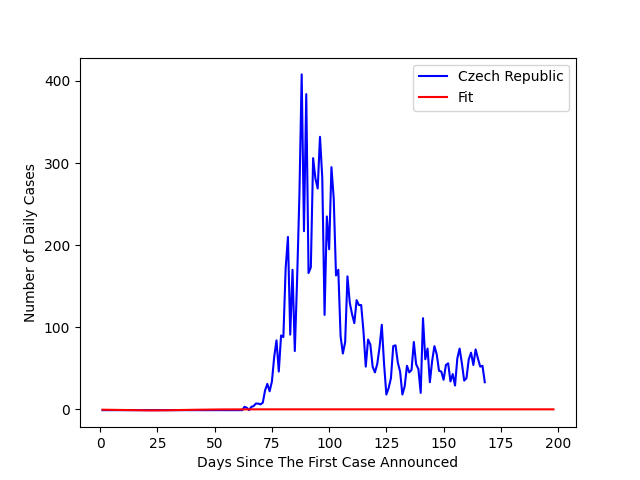 Czech Republic
Fit
Number of Daily Cases
400
300
200
100
0
0 25 50 75 100 125 150 175 200
Days Since The First Case Announced